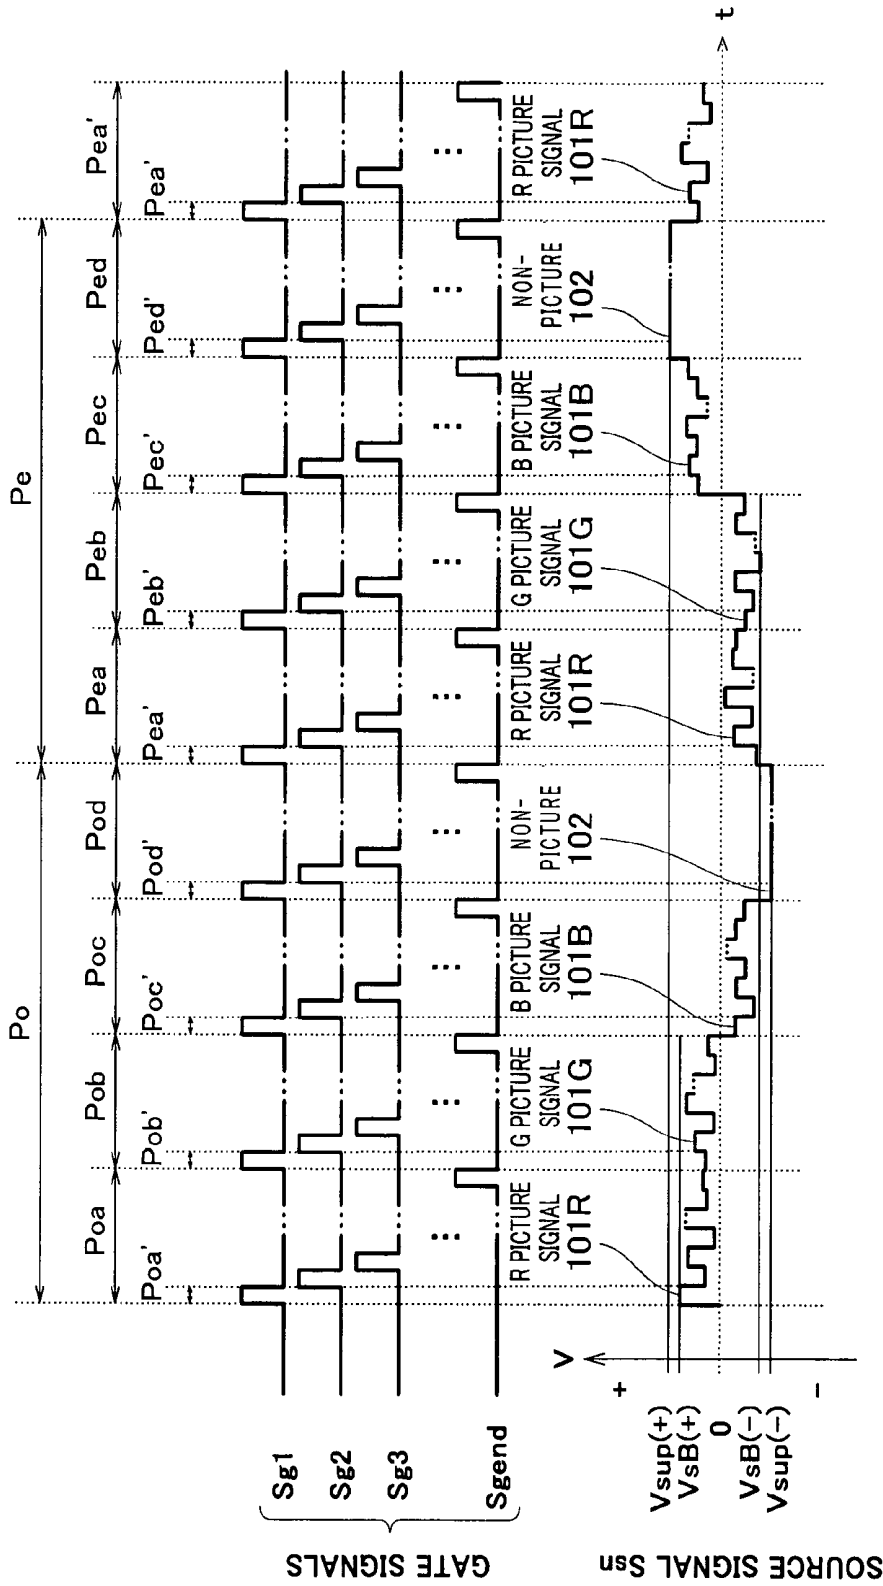 Po
Pe
Poa
Pob
Poc
Pod
Pea
Peb
Pec
Ped
Pea'
Poa'
Pob'
Poc'
Pod'
Pea'
Peb'
Pec'
Ped'
Pea'
GATE SIGNALS
Sg1
Sg2
Sg3
Sgend
R PICTURE
SIGNAL
101R
G PICTURE
SIGNAL
101G
B PICTURE
SIGNAL
101B
NON-
PICTURE
102
R PICTURE
SIGNAL
101R
G PICTURE
SIGNAL
101G
B PICTURE
SIGNAL
101B
NON-
PICTURE
102
R PICTURE
SIGNAL
101R
SOURCE SIGNAL Ssn
V
+
Vsup(+)
VsB(+)
0
VsB(-)
Vsup(-)
-
t